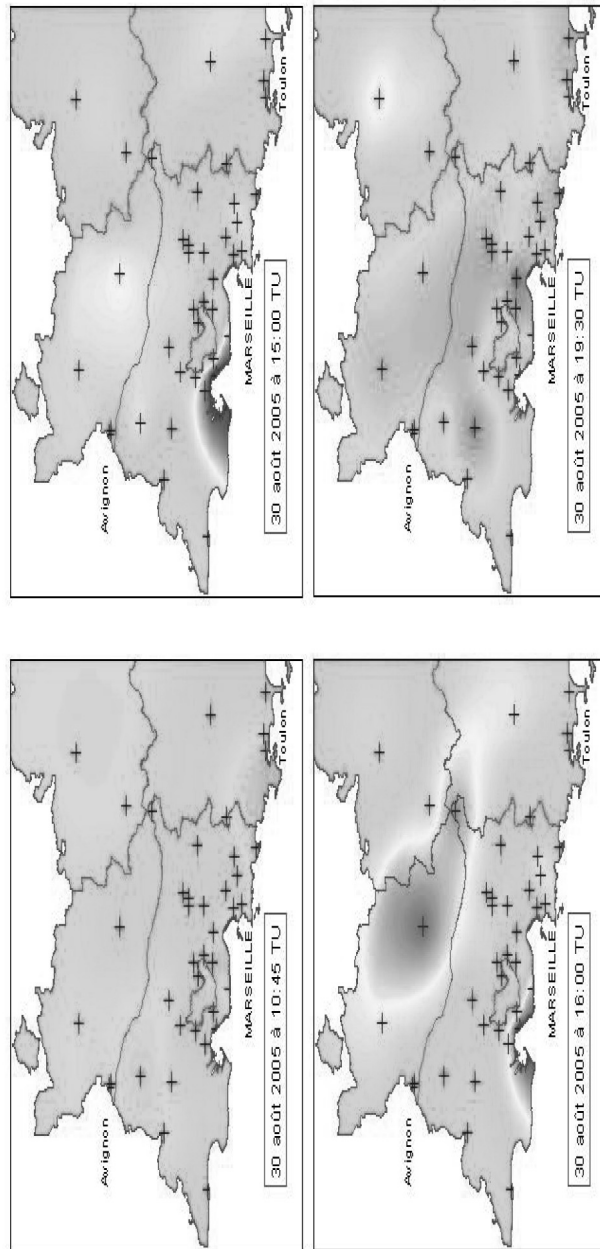 Avignon
MARSEILLE
30 août 2005 à 10:45 TU
Toulon
Avignon
MARSEILLE
30 août 2005 à 15:00 TU
Toulon
Avignon
MARSEILLE
30 août 2005 à 16:00 TU
Toulon
Avignon
MARSEILLE
30 août 2005 à 19:30 TU
Toulon